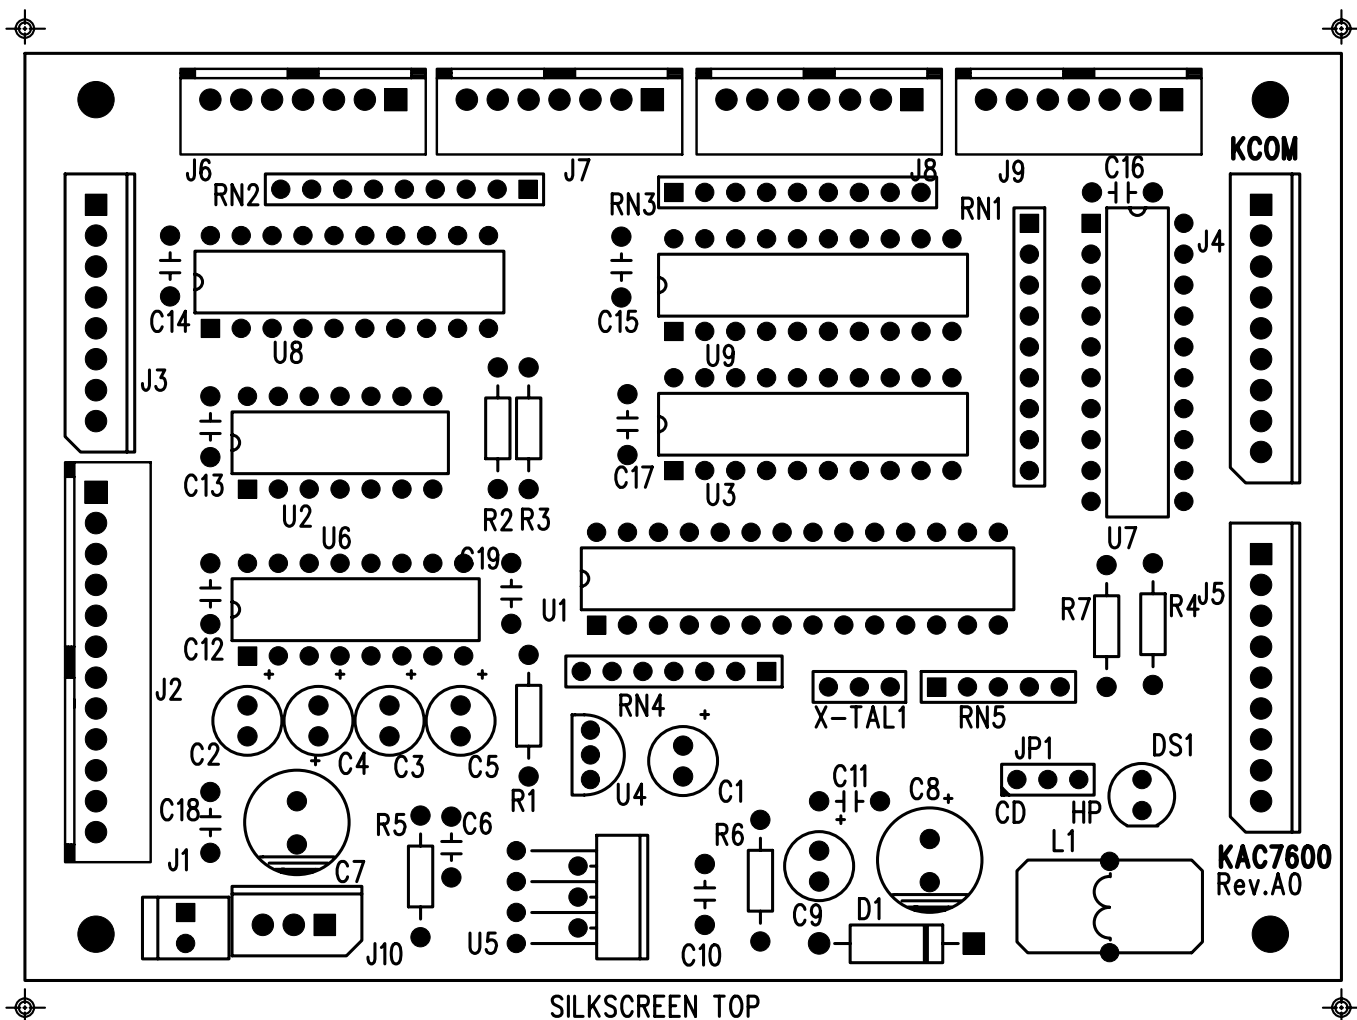 J6
J7
J8
J9
KCOM
RN2
RN3
RN1
C16
J4
C14
C15
U8
U9
J3
C13
C17
U3
U2
R2
R3
U6
C19
U7
U1
R7
R4
J5
C12
J2
RN4
X-TAL1
RN5
C2
C4
C3
C5
JP1
DS1
C18
R1
U4
C1
C11
C8
CD
HP
R5
C6
R6
L1
J1
C7
KAC7600
Rev.A0
C9
D1
J10
U5
C10
SILKSCREEN TOP